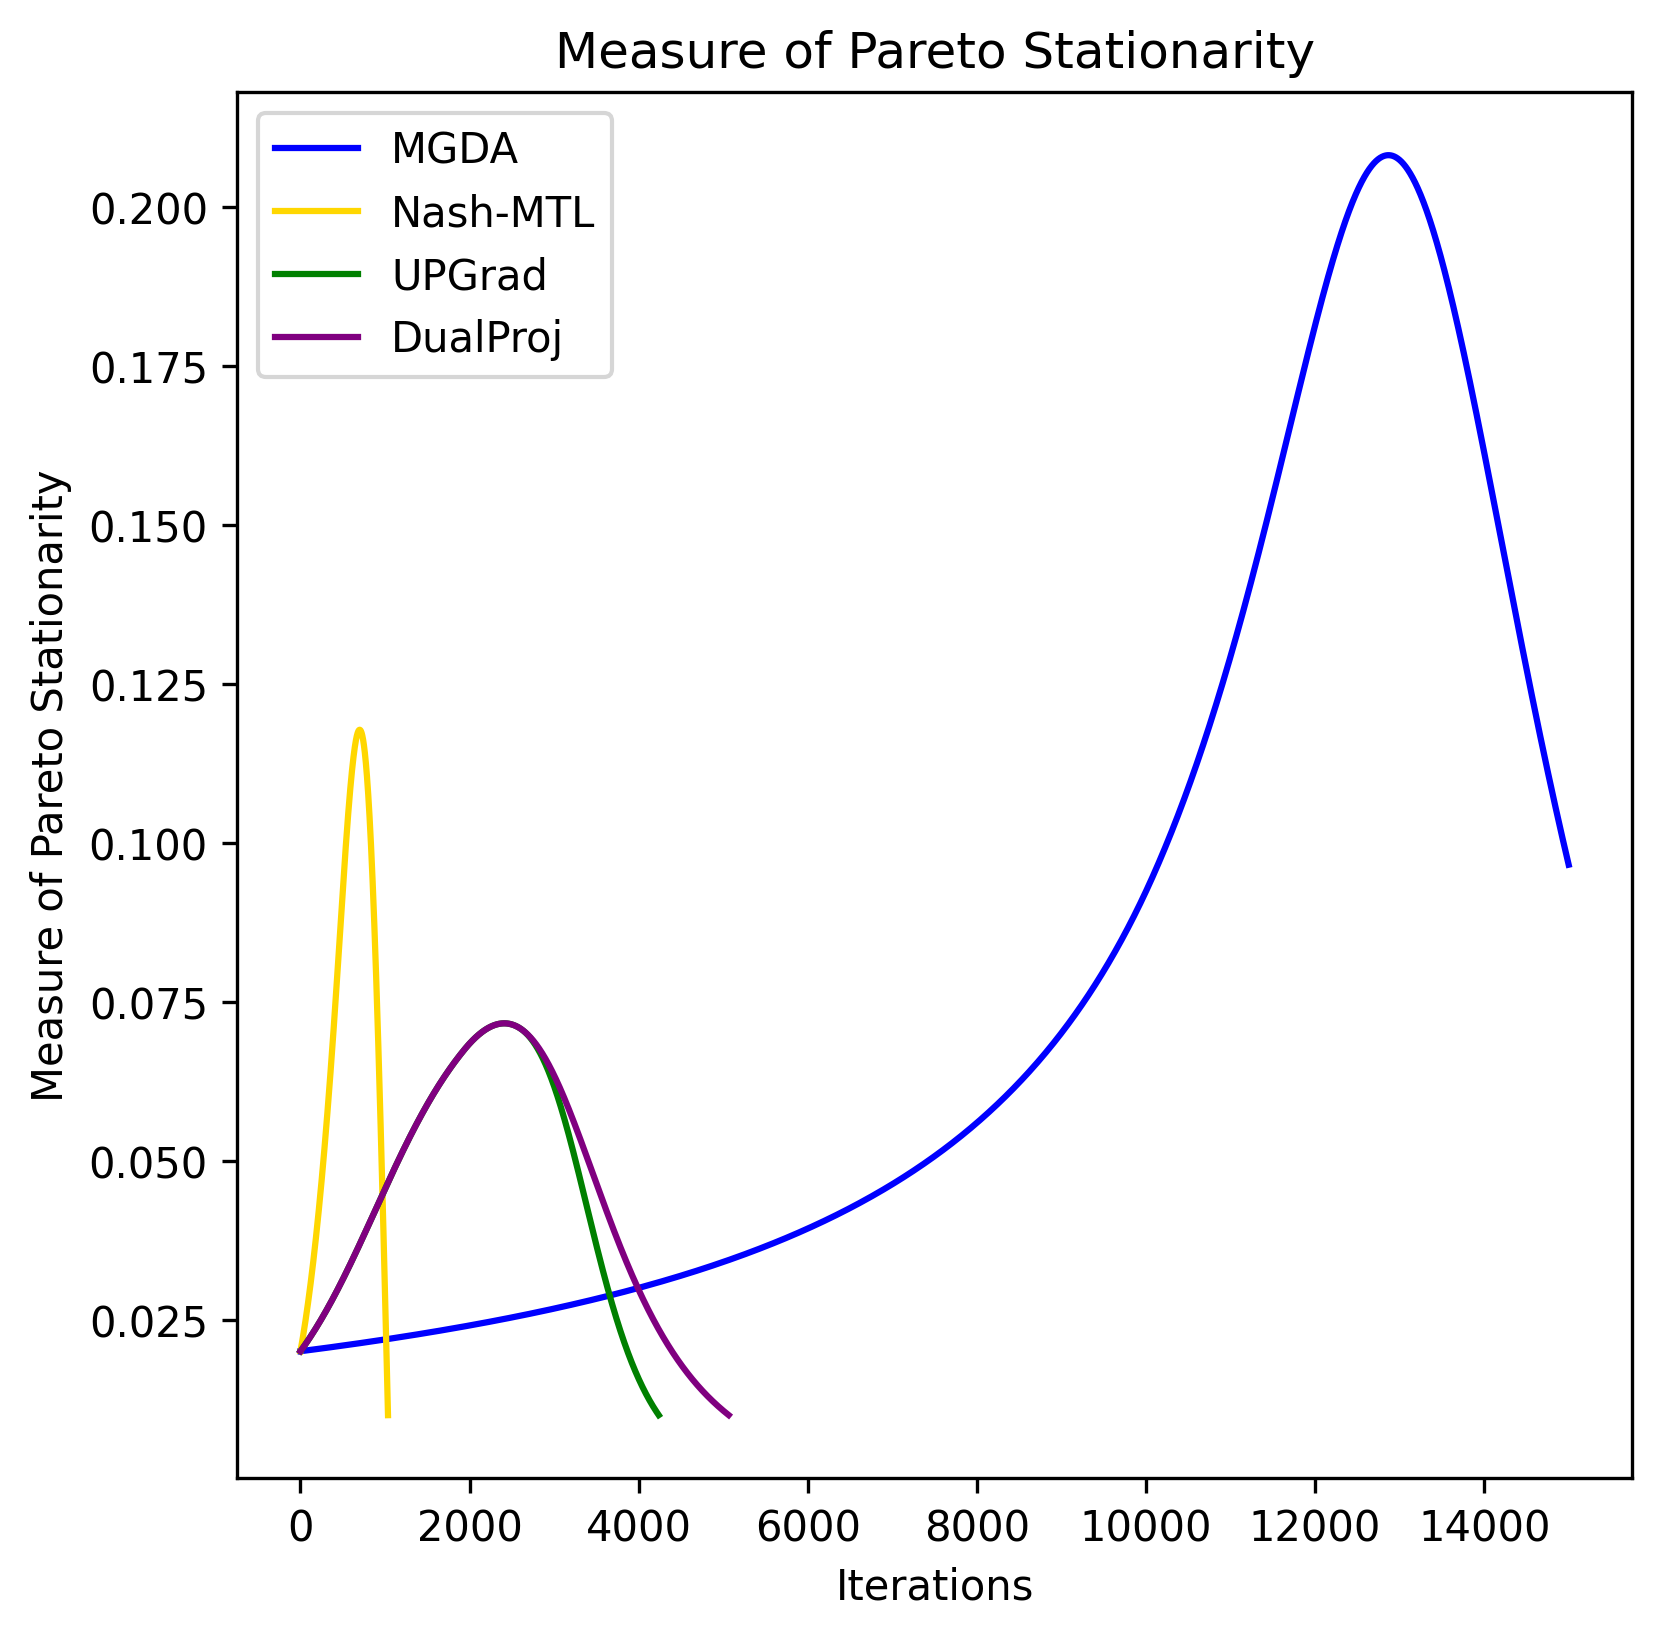 Measure of Pareto Stationarity
MGDA
Nash-MTL
UPGrad
DualProj
Measure of Pareto Stationarity
0.200
0.175
0.150
0.125
0.100
0.075
0.050
0.025
0 2000 4000 6000 8000 10000 12000 14000
Iterations